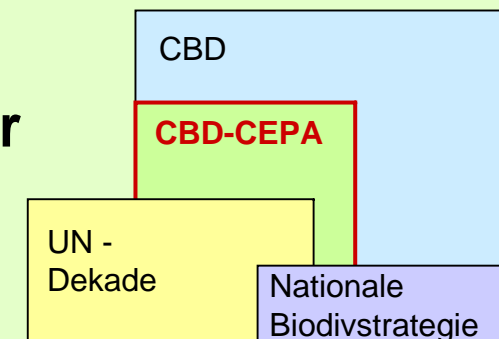 CBD
r
CBD-CEPA
UN -
Dekade
Nationale
Biodivstrategie